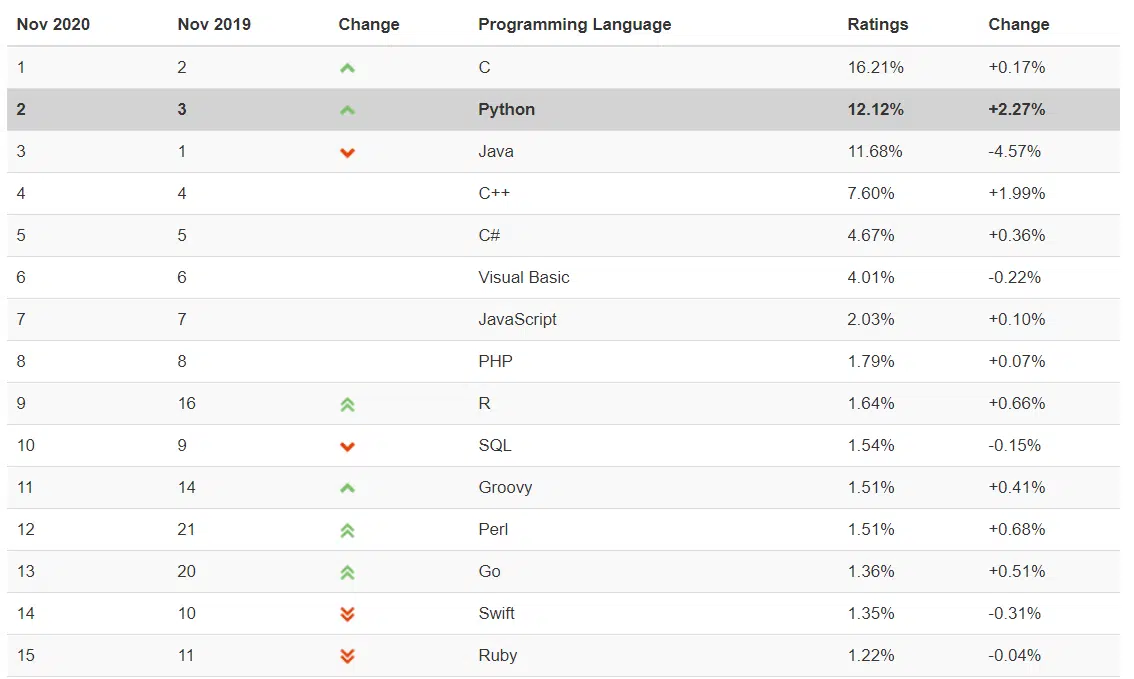 Nov 2020 Nov 2019 Change Programming Language Ratings Change
1 2 C 16.21% +0.17%
2 3 Python 12.12% +2.27%
3 1 Java 11.68% -4.57%
4 4 C++ 7.60% +1.99%
5 5 C# 4.67% +0.36%
6 6 Visual Basic 4.01% -0.22%
7 7 JavaScript 2.03% +0.10%
8 8 PHP 1.79% +0.07%
9 16 R 1.64% +0.66%
10 9 SQL 1.54% -0.15%
11 14 Groovy 1.51% +0.41%
12 21 Perl 1.51% +0.68%
13 20 Go 1.36% +0.51%
14 10 Swift 1.35% -0.31%
15 11 Ruby 1.22% -0.04%